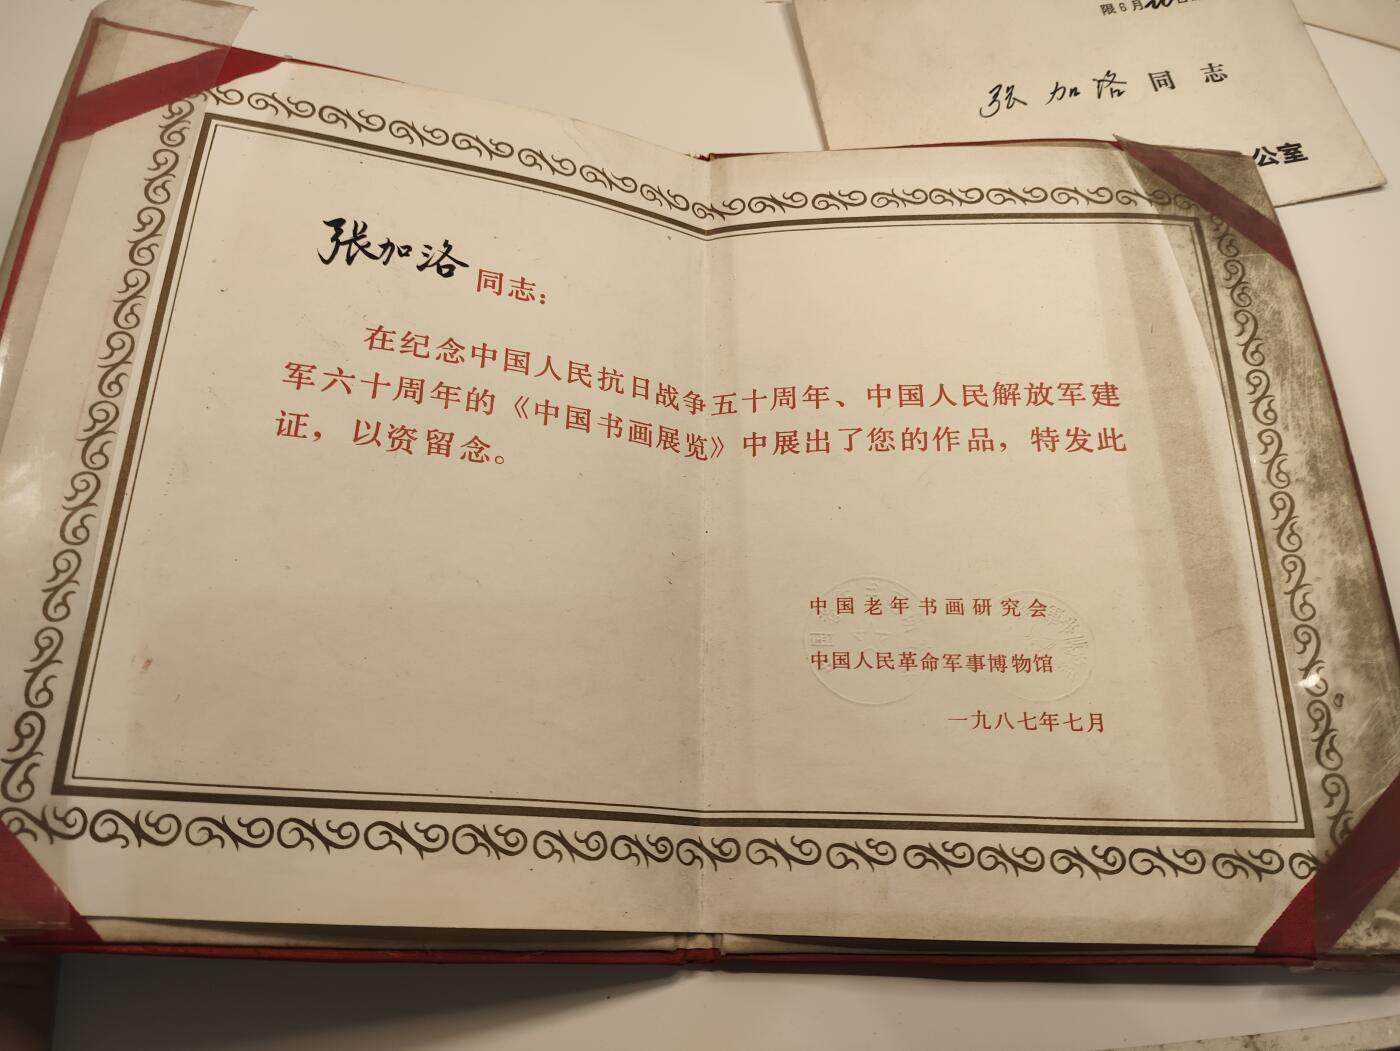 限6月
张加洛同志
公室
张加洛同志：
在纪念中国人民抗日战争五十周年、中国人民解放军建
军六十周年的《中国书画展览》中展出了您的作品，特发此
证，以资留念。
中国老年书画研究会
中国人民革命军事博物馆
一九八七年七月